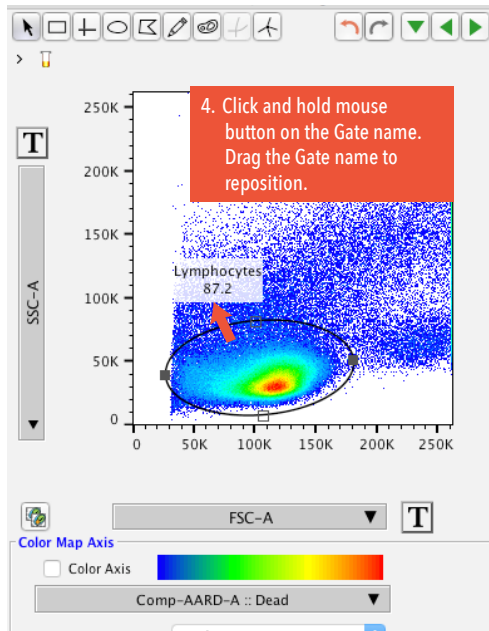 4. Click and hold mouse
button on the Gate name.
Drag the Gate name to
reposition.
250K
T
200K
150K
Lymphocytes
87.2
SSC-A
100K
50K
0
0 50K 100K 150K 200K 250K
FSC-A
T
Color Map Axis
Color Axis
Comp-AARD-A :: Dead